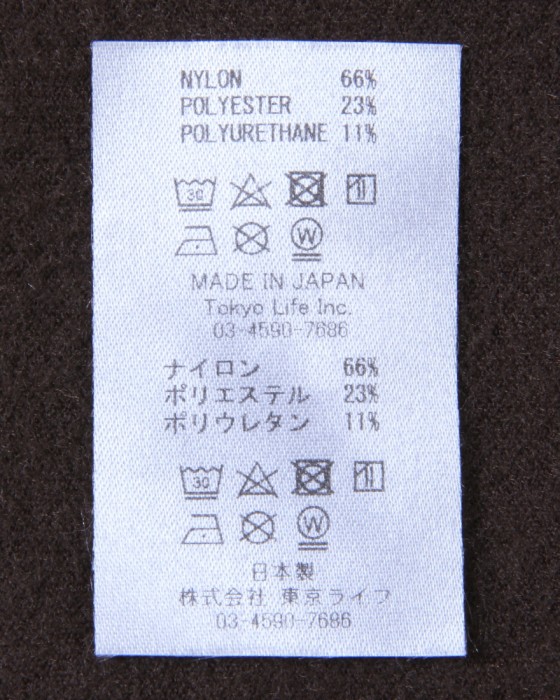 NYLON 66%
POLYESTER 23%
POLYURETHANE 11%
30
W
MADE IN JAPAN
Tokyo Life Inc.
03-4590-7686
ナイロン 66%
ポリエステル 23%
ポリウレタン 11%
30
W
日本製
株式会社 東京ライフ
03-4590-7686